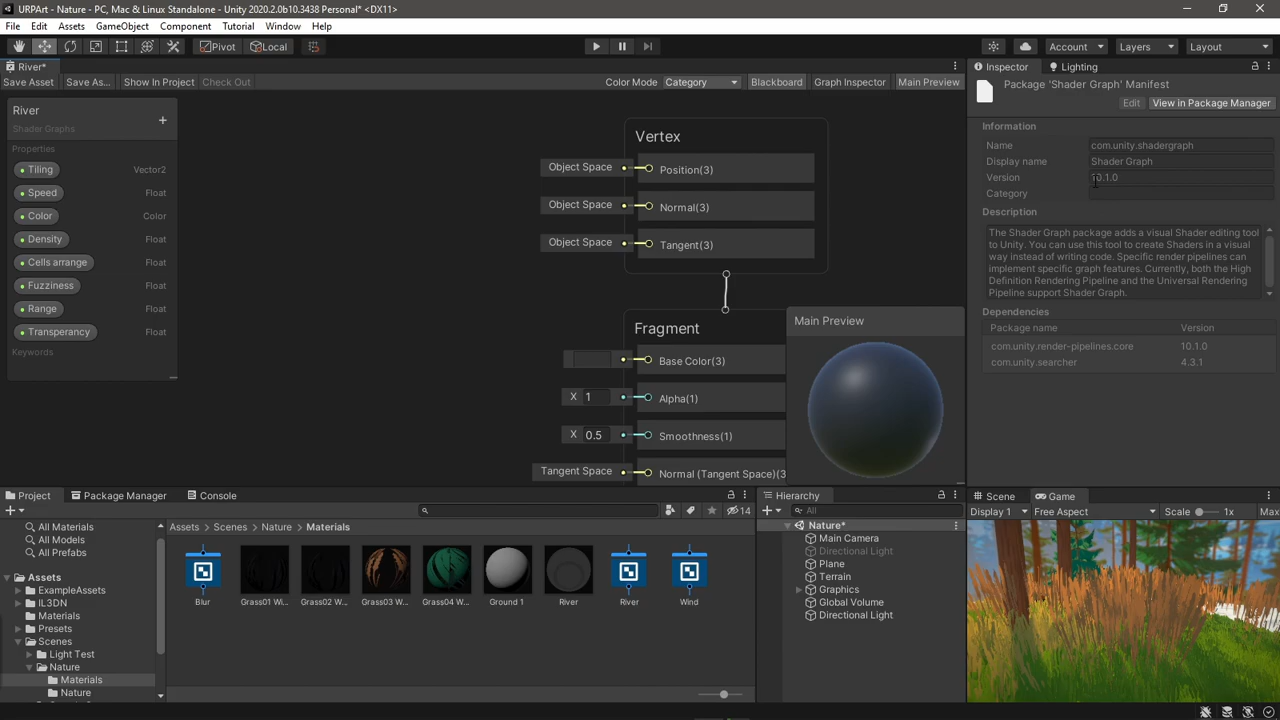 URPArt - Nature - PC, Mac & Linux Standalone - Unity 2020.2.0b10.3438 Personal* <DX11>
File Edit Assets GameObject Component Tutorial Window Help
Pivot Local Account Layers Layout
River*
Save Asset Save As... Show In Project Check Out Color Mode Category Blackboard Graph Inspector Main Preview
River
Shader Graphs
Properties
Tiling Vector2
Speed Float
Color Color
Density Float
Cells arrange Float
Fuzziness Float
Range Float
Transperancy Float
Keywords
Vertex
Object Space Position(3)
Object Space Normal(3)
Object Space Tangent(3)
Fragment
Base Color(3)
X 1 Alpha(1)
X 0.5 Smoothness(1)
Tangent Space Normal (Tangent Space)(3
Main Preview
Inspector Lighting
Package 'Shader Graph' Manifest
Edit View in Package Manager
Information
Name com.unity.shadergraph
Display name Shader Graph
Version 10.1.0
Category
Description
The Shader Graph package adds a visual Shader editing tool
to Unity. You can use this tool to create Shaders in a visual
way instead of writing code. Specific render pipelines can
implement specific graph features. Currently, both the High
Definition Rendering Pipeline and the Universal Rendering
Pipeline support Shader Graph.
Dependencies
Package name Version
com.unity.render-pipelines.core 10.1.0
com.unity.searcher 4.3.1
Project Package Manager Console
14
All Materials
All Models
All Prefabs
Assets
ExampleAssets
IL3DN
Materials
Presets
Scenes
Light Test
Nature
Materials
Nature
Assets Scenes Nature Materials
Blur Grass01 Wi... Grass02 W... Grass03 W... Grass04 W... Ground 1 River River Wind
Hierarchy
All
Nature*
Main Camera
Directional Light
Plane
Terrain
Graphics
Global Volume
Directional Light
Scene Game
Display 1 Free Aspect Scale 1x Max